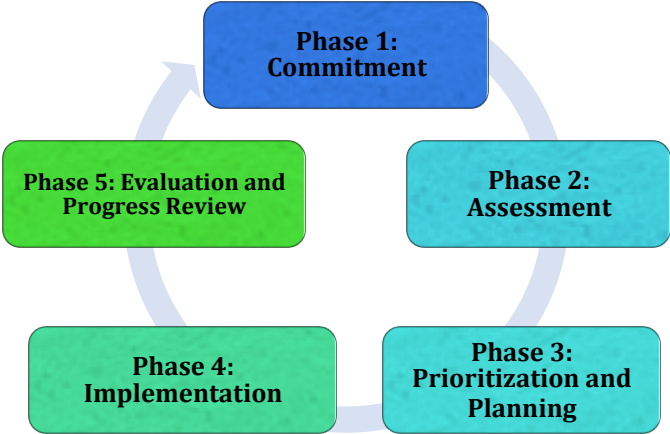 Phase 1:
Commitment
Phase 2:
Assessment
Phase 3:
Prioritization and
Planning
Phase 4:
Implementation
Phase 5: Evaluation and
Progress Review